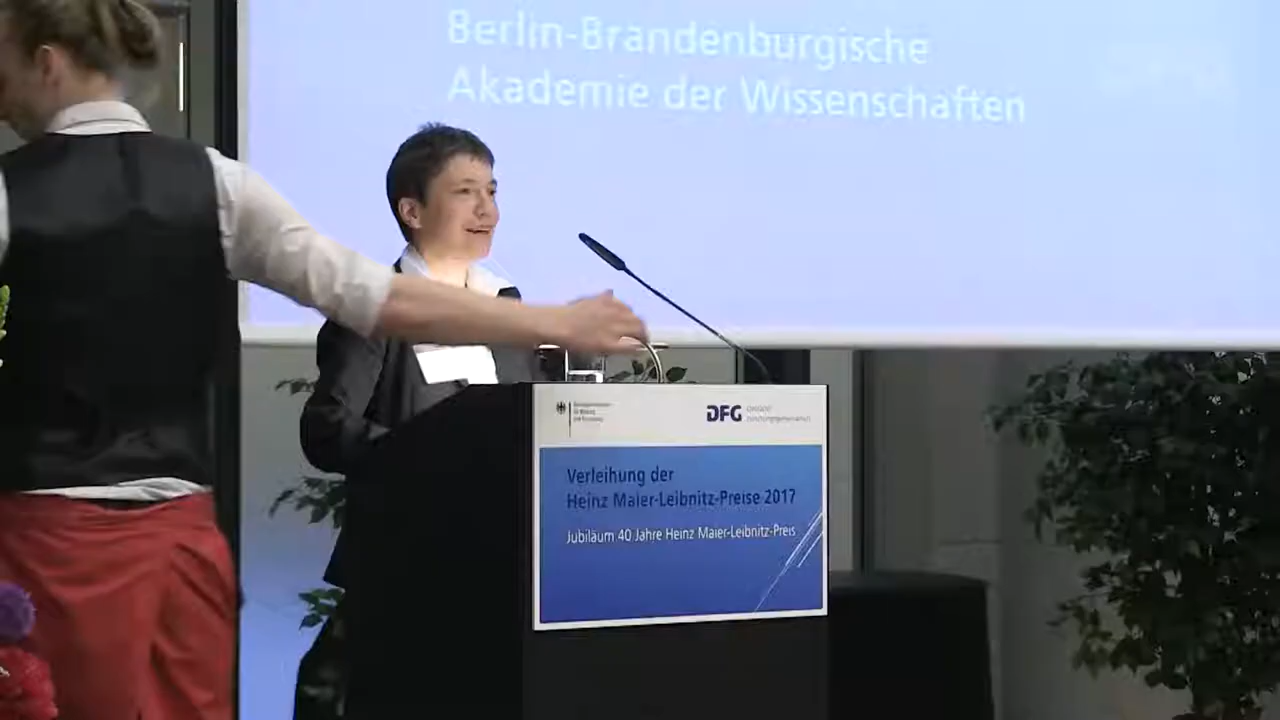 Berlin-Brandenburgische
Akademie der Wissenschaften
DFG
Verleihung der
Heinz Maier-Leibnitz-Preise 2017
Jubiläum 40 Jahre Heinz Maier-Leibnitz-Preis